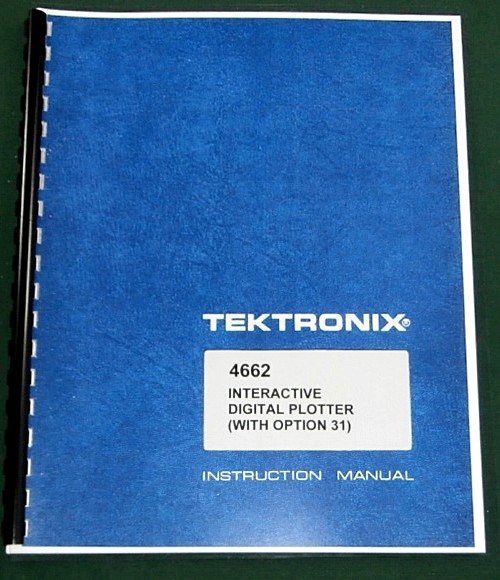 TEKTRONIX®
4662
INTERACTIVE
DIGITAL PLOTTER
(WITH OPTION 31)
INSTRUCTION MANUAL